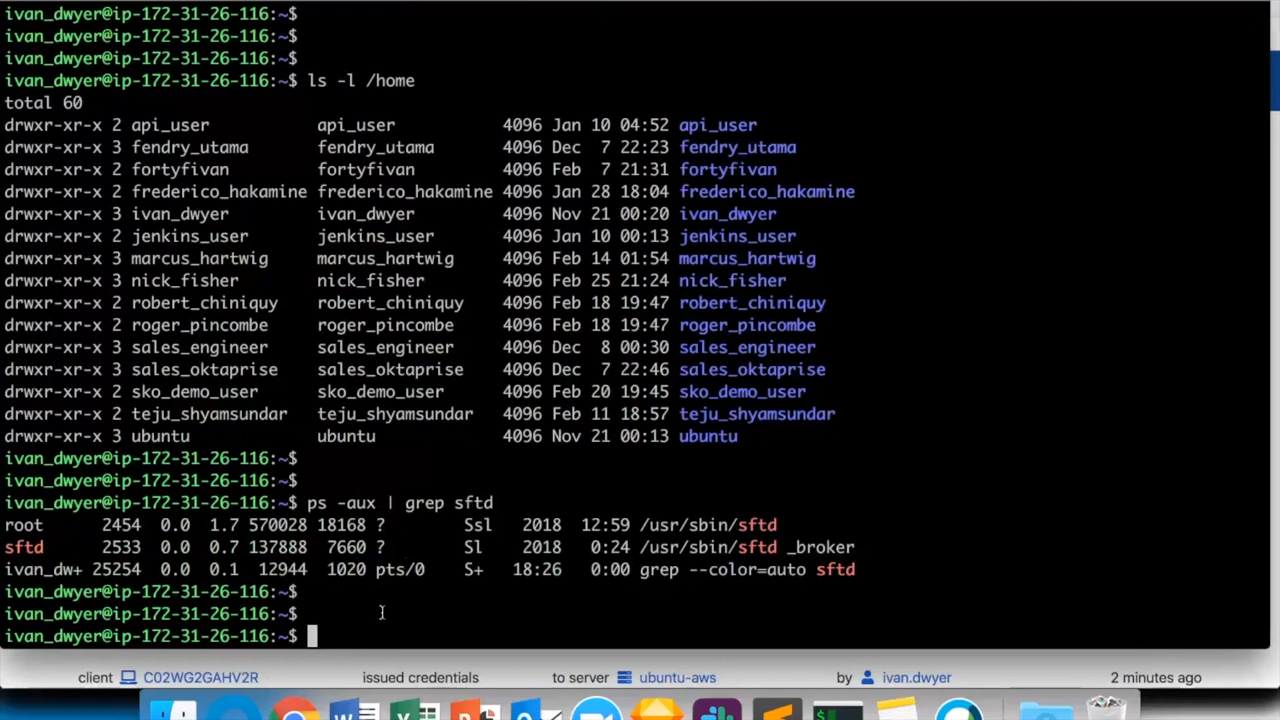 ivan_dwyer@ip-172-31-26-116:~$
ivan_dwyer@ip-172-31-26-116:~$
ivan_dwyer@ip-172-31-26-116:~$
ivan_dwyer@ip-172-31-26-116:~$ ls -l /home
total 60
drwxr-xr-x 2 api_user api_user 4096 Jan 10 04:52 api_user
drwxr-xr-x 3 fendry_utama fendry_utama 4096 Dec 7 22:23 fendry_utama
drwxr-xr-x 2 fortyfivan fortyfivan 4096 Feb 7 21:31 fortyfivan
drwxr-xr-x 2 frederico_hakamine frederico_hakamine 4096 Jan 28 18:04 frederico_hakamine
drwxr-xr-x 3 ivan_dwyer ivan_dwyer 4096 Nov 21 00:20 ivan_dwyer
drwxr-xr-x 2 jenkins_user jenkins_user 4096 Jan 10 00:13 jenkins_user
drwxr-xr-x 3 marcus_hartwig marcus_hartwig 4096 Feb 14 01:54 marcus_hartwig
drwxr-xr-x 3 nick_fisher nick_fisher 4096 Feb 25 21:24 nick_fisher
drwxr-xr-x 2 robert_chiniquy robert_chiniquy 4096 Feb 18 19:47 robert_chiniquy
drwxr-xr-x 2 roger_pincombe roger_pincombe 4096 Feb 18 19:47 roger_pincombe
drwxr-xr-x 3 sales_engineer sales_engineer 4096 Dec 8 00:30 sales_engineer
drwxr-xr-x 3 sales_oktaprise sales_oktaprise 4096 Dec 7 22:46 sales_oktaprise
drwxr-xr-x 2 sko_demo_user sko_demo_user 4096 Feb 20 19:45 sko_demo_user
drwxr-xr-x 2 teju_shyamsundar teju_shyamsundar 4096 Feb 11 18:57 teju_shyamsundar
drwxr-xr-x 3 ubuntu ubuntu 4096 Nov 21 00:13 ubuntu
ivan_dwyer@ip-172-31-26-116:~$
ivan_dwyer@ip-172-31-26-116:~$
ivan_dwyer@ip-172-31-26-116:~$ ps -aux | grep sftd
root 2454 0.0 1.7 570028 18168 ? Ssl 2018 12:59 /usr/sbin/sftd
sftd 2533 0.0 0.7 137888 7660 ? Sl 2018 0:24 /usr/sbin/sftd _broker
ivan_dw+ 25254 0.0 0.1 12944 1020 pts/0 S+ 18:26 0:00 grep --color=auto sftd
ivan_dwyer@ip-172-31-26-116:~$
ivan_dwyer@ip-172-31-26-116:~$
ivan_dwyer@ip-172-31-26-116:~$
client C02WG2GAHV2R issued credentials to server ubuntu-aws by ivan.dwyer 2 minutes ago